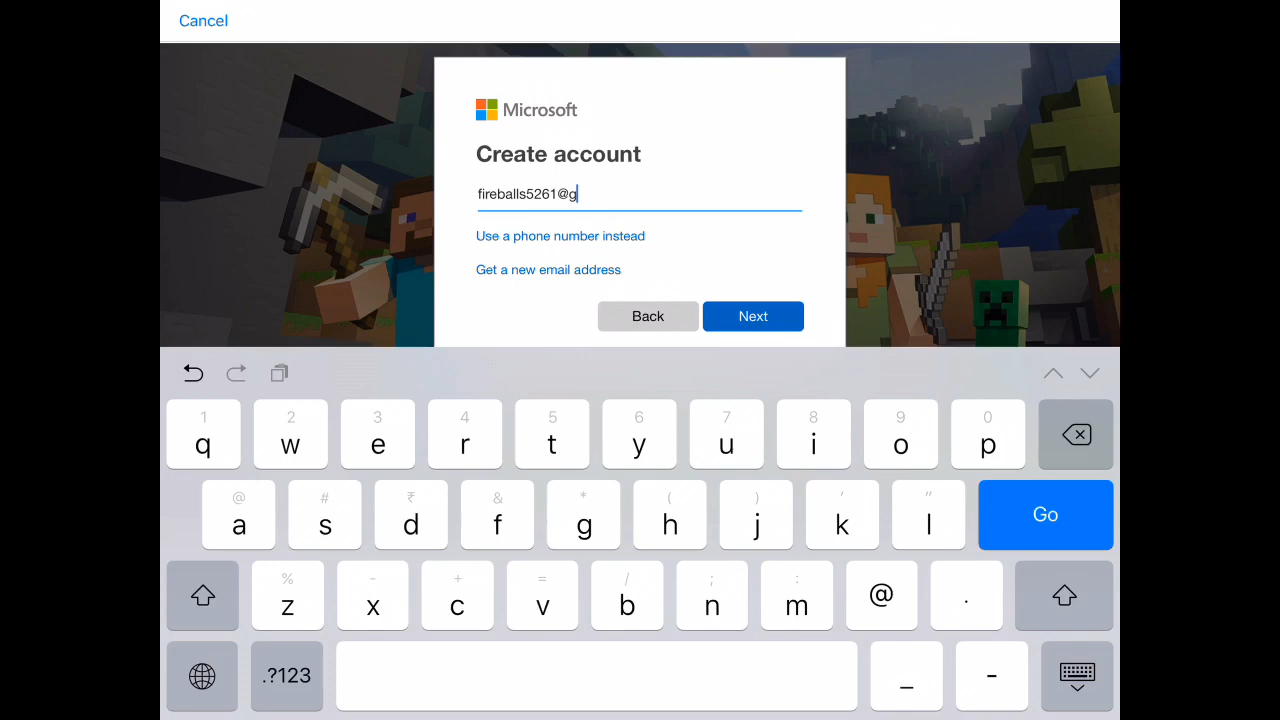 Cancel
Microsoft
Create account
fireballs5261@g
Use a phone number instead
Get a new email address
Back Next
1 2 3 4 5 6 7 8 9 0
q w e r t y u i o p
@ # ₹ & * ( ) ' "
a s d f g h j k l Go
% - + = / ; :
z x c v b n m @ .
.?123 _ -